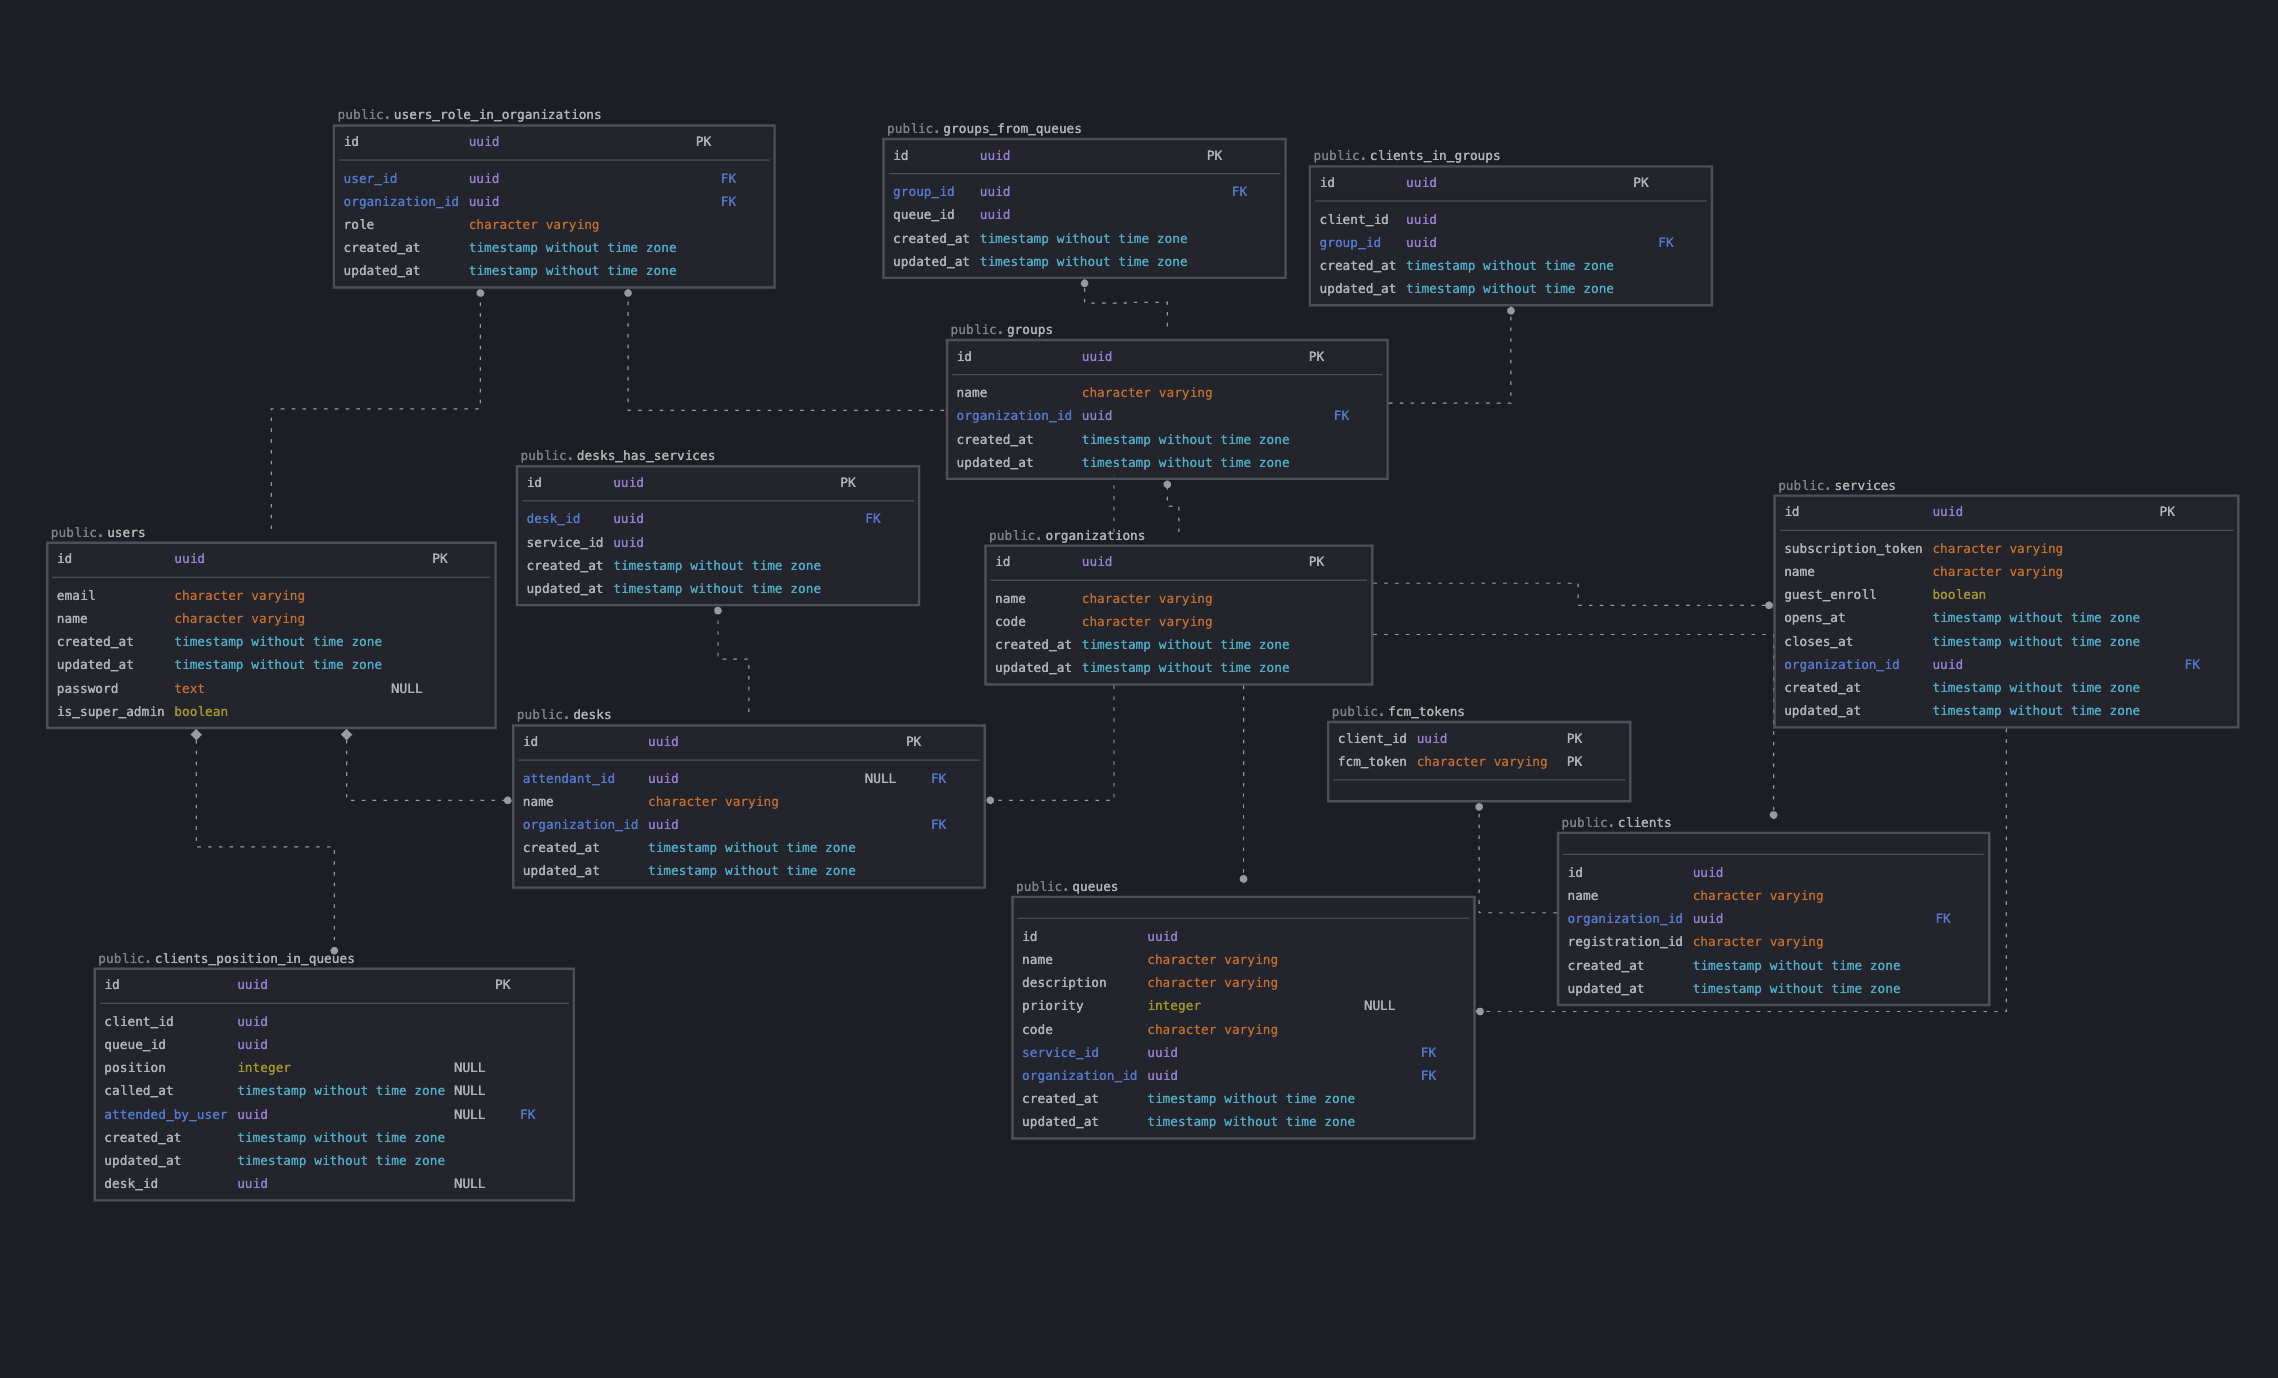 public.users_role_in_organizations
id uuid PK
user_id uuid FK
organization_id uuid FK
role character varying
created_at timestamp without time zone
updated_at timestamp without time zone
public.groups_from_queues
id uuid PK
group_id uuid FK
queue_id uuid
created_at timestamp without time zone
updated_at timestamp without time zone
public.clients_in_groups
id uuid PK
client_id uuid
group_id uuid FK
created_at timestamp without time zone
updated_at timestamp without time zone
public.groups
id uuid PK
name character varying
organization_id uuid FK
created_at timestamp without time zone
updated_at timestamp without time zone
public.desks_has_services
id uuid PK
desk_id uuid FK
service_id uuid
created_at timestamp without time zone
updated_at timestamp without time zone
public.services
id uuid PK
subscription_token character varying
name character varying
guest_enroll boolean
opens_at timestamp without time zone
closes_at timestamp without time zone
organization_id uuid FK
created_at timestamp without time zone
updated_at timestamp without time zone
public.users
id uuid PK
email character varying
name character varying
created_at timestamp without time zone
updated_at timestamp without time zone
password text NULL
is_super_admin boolean
public.organizations
id uuid PK
name character varying
code character varying
created_at timestamp without time zone
updated_at timestamp without time zone
public.desks
id uuid PK
attendant_id uuid NULL FK
name character varying
organization_id uuid FK
created_at timestamp without time zone
updated_at timestamp without time zone
public.fcm_tokens
client_id uuid PK
fcm_token character varying PK
public.clients
id uuid
name character varying
organization_id uuid FK
registration_id character varying
created_at timestamp without time zone
updated_at timestamp without time zone
public.queues
id uuid
name character varying
description character varying
priority integer NULL
code character varying
service_id uuid FK
organization_id uuid FK
created_at timestamp without time zone
updated_at timestamp without time zone
public.clients_position_in_queues
id uuid PK
client_id uuid
queue_id uuid
position integer NULL
called_at timestamp without time zone NULL
attended_by_user uuid NULL FK
created_at timestamp without time zone
updated_at timestamp without time zone
desk_id uuid NULL